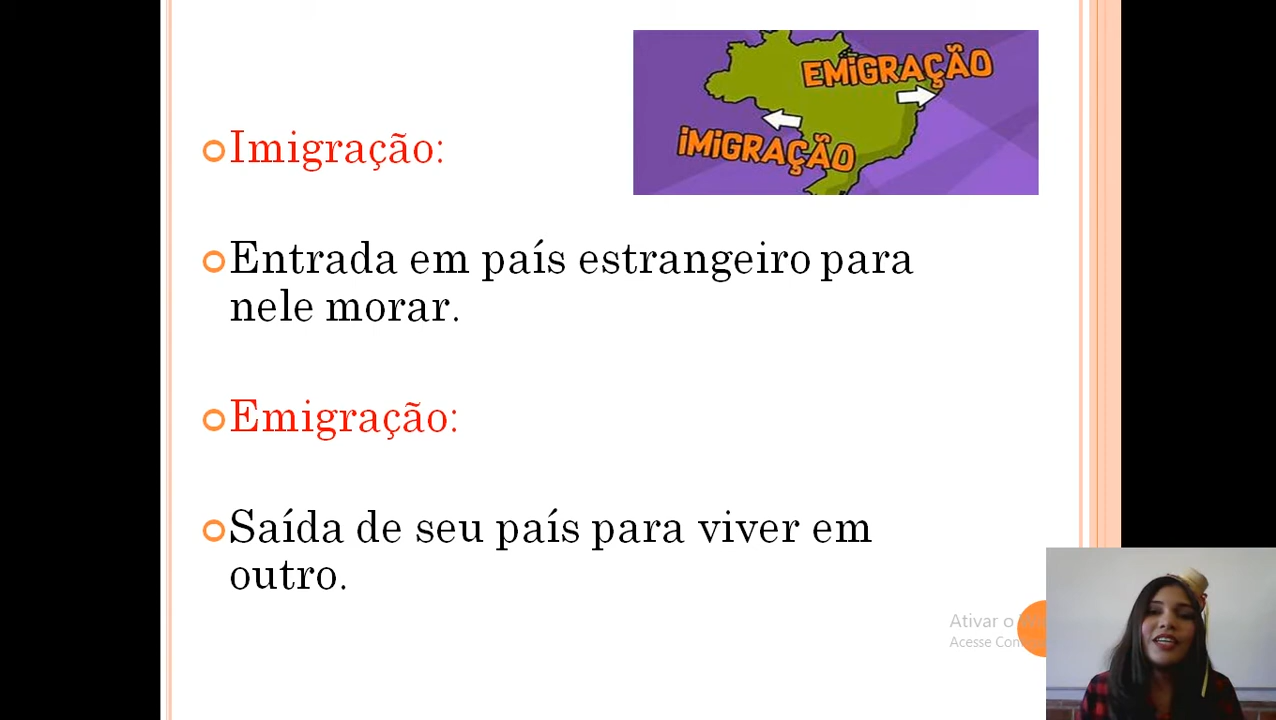 EMiGRAÇÃO
iMiGRAÇÃO
Imigração:
Entrada em país estrangeiro para
nele morar.
Emigração:
Saída de seu país para viver em
outro.
Ativar o
Acesse